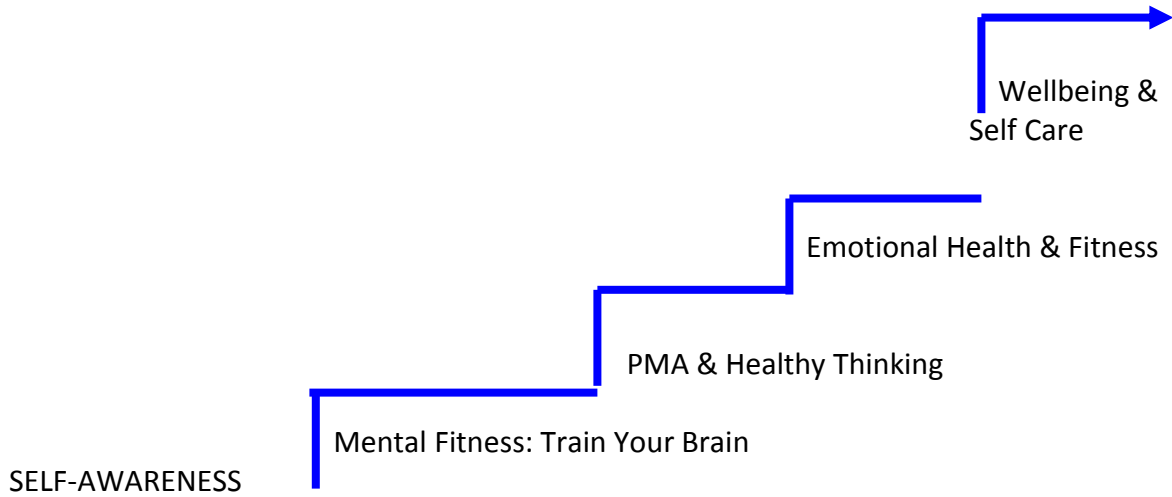 Wellbeing &
Self Care
Emotional Health & Fitness
PMA & Healthy Thinking
Mental Fitness: Train Your Brain
SELF-AWARENESS